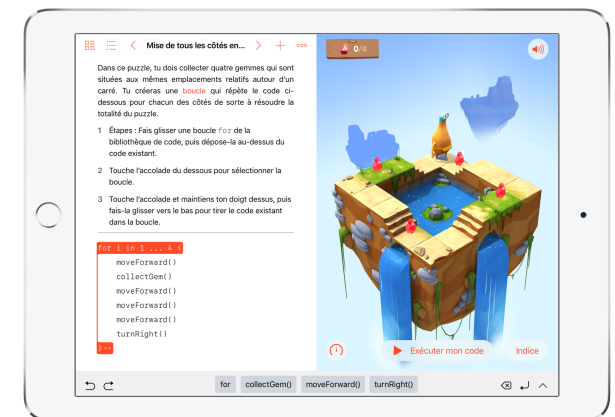 Mise de tous les côtés en...
0/4
Dans ce puzzle, tu dois collecter quatre gemmes qui sont
situées aux mêmes emplacements relatifs autour d'un
carré. Tu créeras une boucle qui répète le code ci-
dessous pour chacun des côtés de sorte à résoudre la
totalité du puzzle.
1 Étapes : Fais glisser une boucle for de la
bibliothèque de code, puis dépose-la au-dessus du
code existant.
2 Touche l'accolade du dessous pour sélectionner la
boucle.
3 Touche l'accolade et maintiens ton doigt dessus, puis
fais-la glisser vers le bas pour tirer le code existant
dans la boucle.
for i in 1 ... 4 {
moveForward()
collectGem()
moveForward()
moveForward()
moveForward()
turnRight()
}
Exécuter mon code
Indice
for collectGem() moveForward() turnRight()